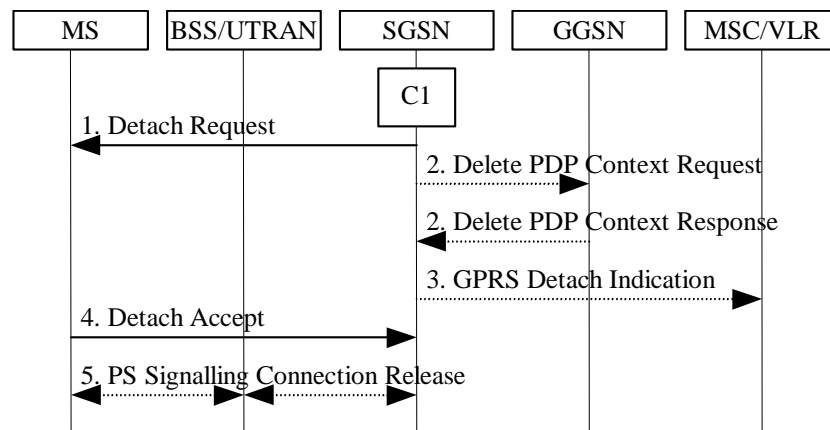 MS
BSS/UTRAN
SGSN
GGSN
MSC/VLR
C1
1. Detach Request
2. Delete PDP Context Request
2. Delete PDP Context Response
3. GPRS Detach Indication
4. Detach Accept
5. PS Signalling Connection Release